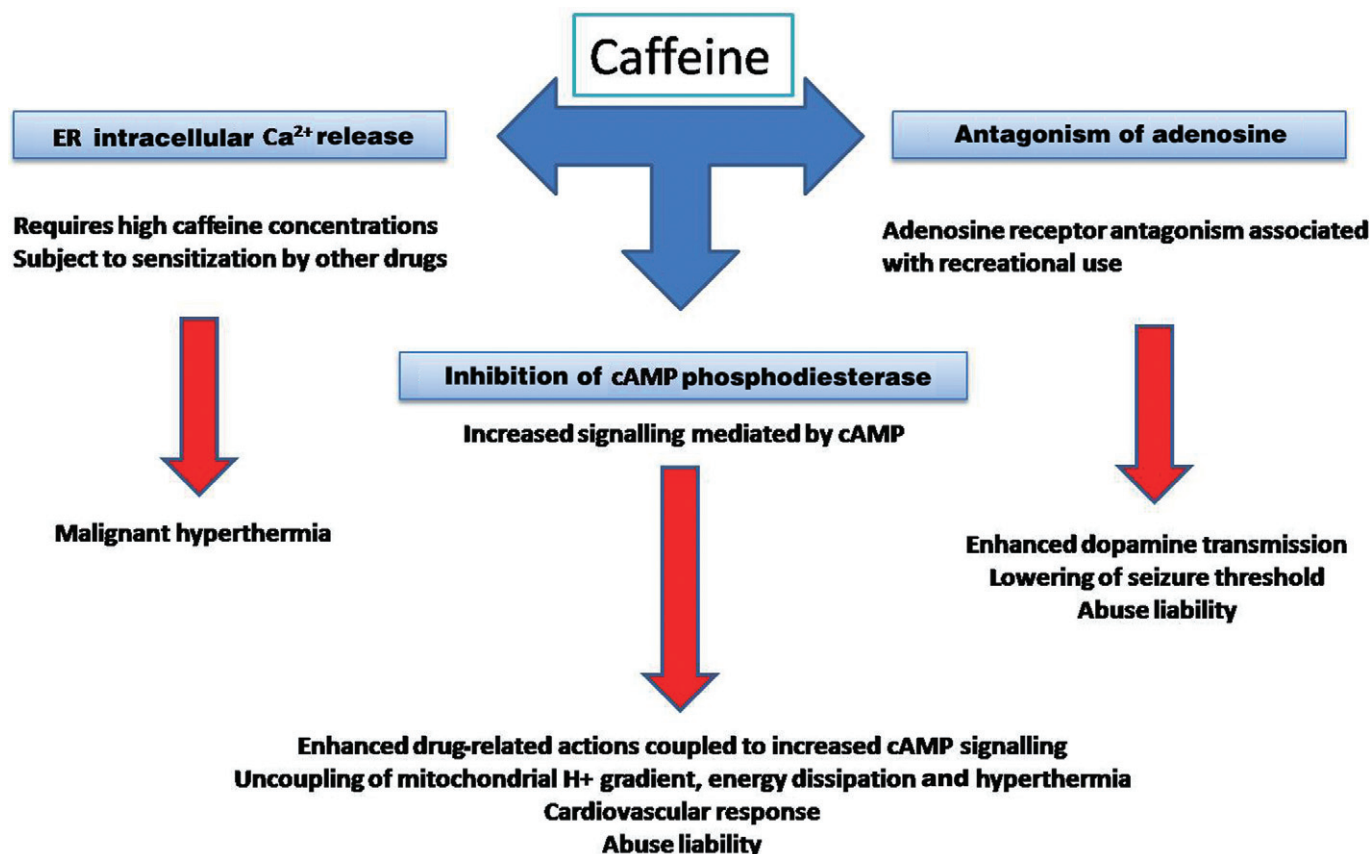 Caffeine
ER intracellular Ca²⁺ release
Requires high caffeine concentrations
Subject to sensitization by other drugs
Malignant hyperthermia
Inhibition of cAMP phosphodiesterase
Increased signalling mediated by cAMP
Enhanced drug-related actions coupled to increased cAMP signalling
Uncoupling of mitochondrial H+ gradient, energy dissipation and hyperthermia
Cardiovascular response
Abuse liability
Antagonism of adenosine
Adenosine receptor antagonism associated
with recreational use
Enhanced dopamine transmission
Lowering of seizure threshold
Abuse liability